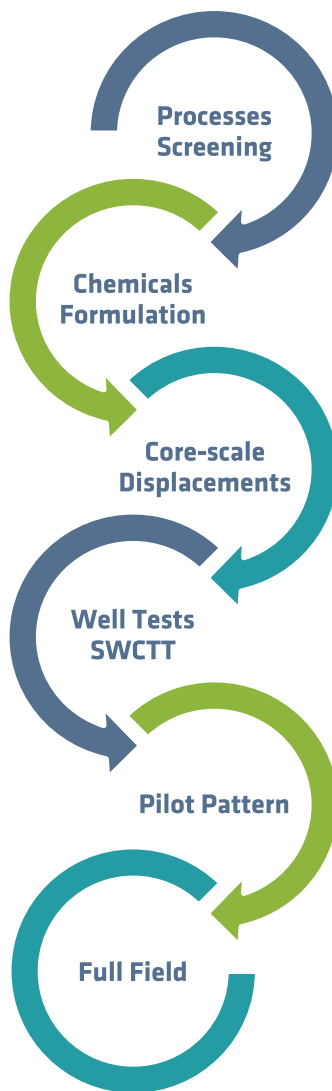 Processes
Screening
Chemicals
Formulation
Core-scale
Displacements
Well Tests
SWCTT
Pilot Pattern
Full Field